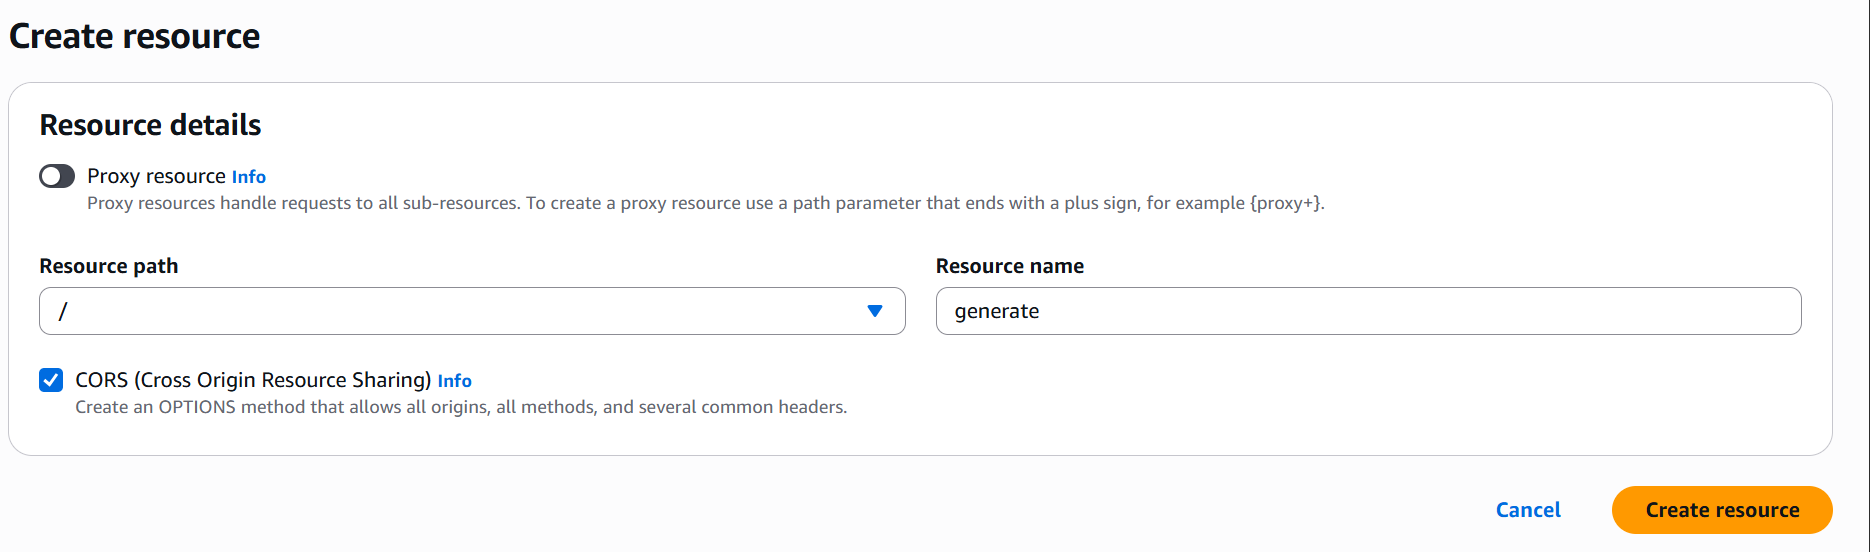 Create resource
Resource details
Proxy resource Info
Proxy resources handle requests to all sub-resources. To create a proxy resource use a path parameter that ends with a plus sign, for example {proxy+}.
Resource path
/
Resource name
generate
CORS (Cross Origin Resource Sharing) Info
Create an OPTIONS method that allows all origins, all methods, and several common headers.
Cancel
Create resource